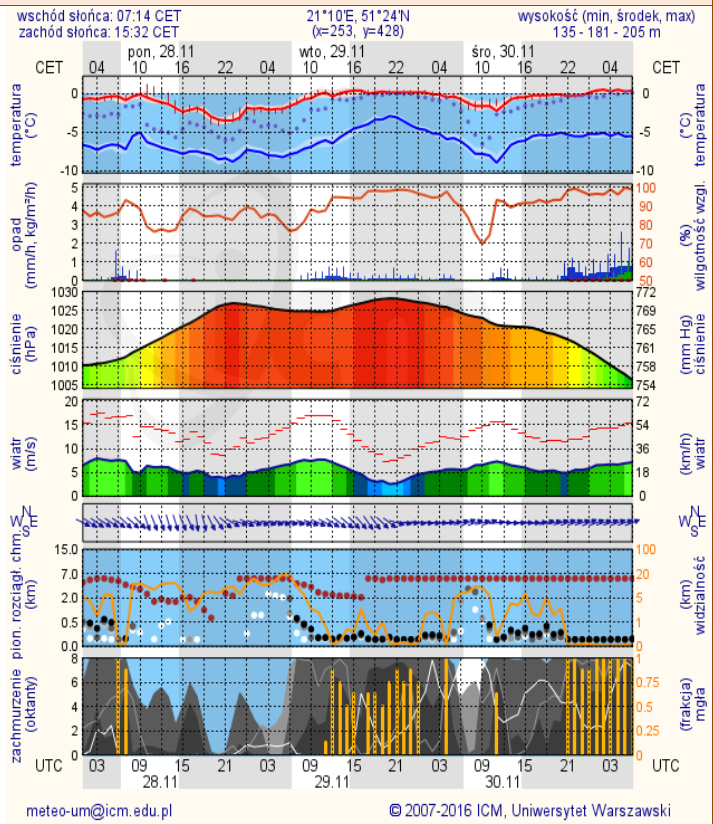 wschód słońca: 07:14 CET 21°10'E, 51°24'N wysokość (min, środek, max)
zachód słońca: 15:32 CET (x=253, y=428) 135 - 181 - 205 m
pon, 28.11 wto, 29.11 śro, 30.11
CET 04 10 16 22 04 10 16 22 04 10 16 22 04 CET
temperatura (°C)
0 -5 -10
0 -5 -10
temperatura (°C)
opad (mm/h, kg/m²/h)
5 4 3 2 1 0
100 90 80 70 60 50
(%) wilgotność wzgl.
ciśnienie (hPa)
1030 1025 1020 1015 1010 1005
772 769 765 761 758 754
(mm Hg) ciśnienie
wiatr (m/s)
20 15 10 5 0
72 54 36 18 0
(km/h) wiatr
N W E S
N W E S
pion. rozciągł. chm. (km)
15.0 7.0 2.0 0.5 0.0
100 20 5 1 0
(km) widzialność
zachmurzenie (oktanty)
8 6 4 2 0
1 0.75 0.5 0.25 0
(frakcja) mgła
UTC 03 09 15 21 03 09 15 21 03 09 15 21 03 UTC
28.11 29.11 30.11
meteo-um@icm.edu.pl © 2007-2016 ICM, Uniwersytet Warszawski